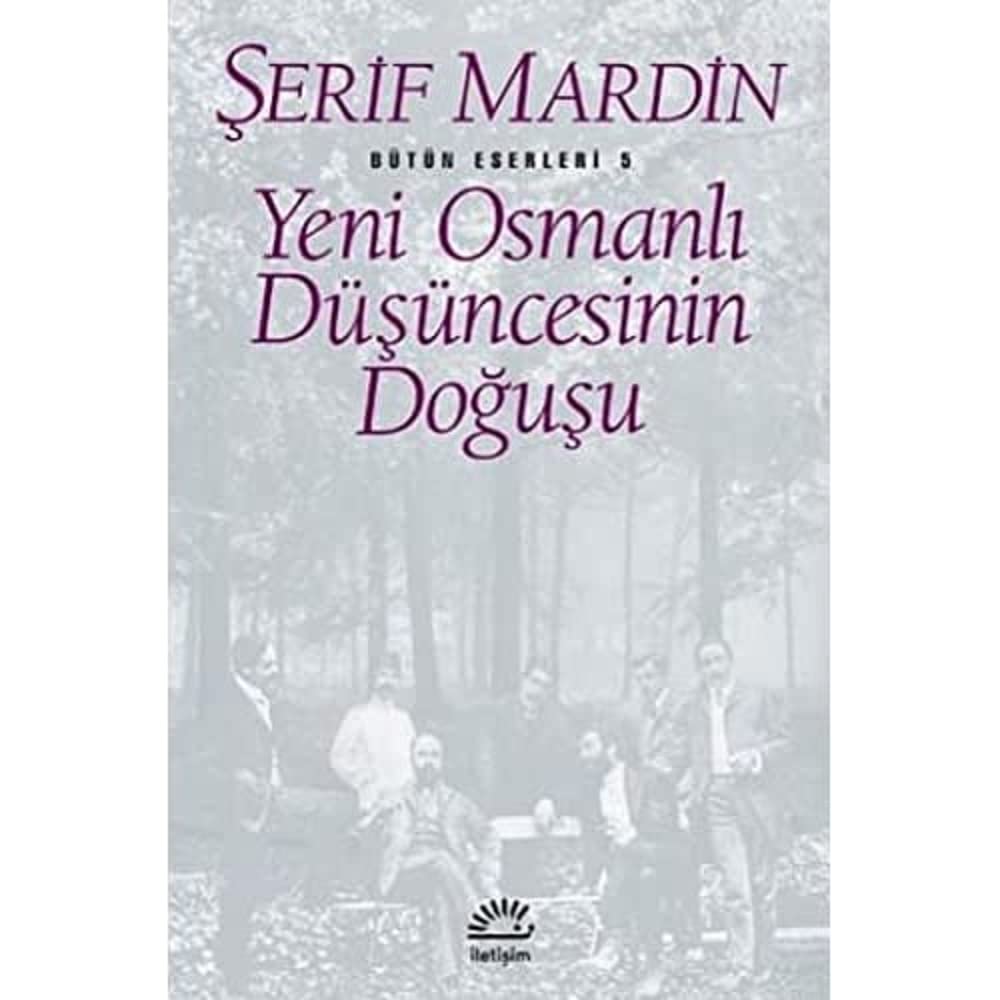 ŞERİF MARDİN
BÜTÜN ESERLERİ 5
Yeni Osmanlı
Düşüncesinin
Doğuşu
iletişim